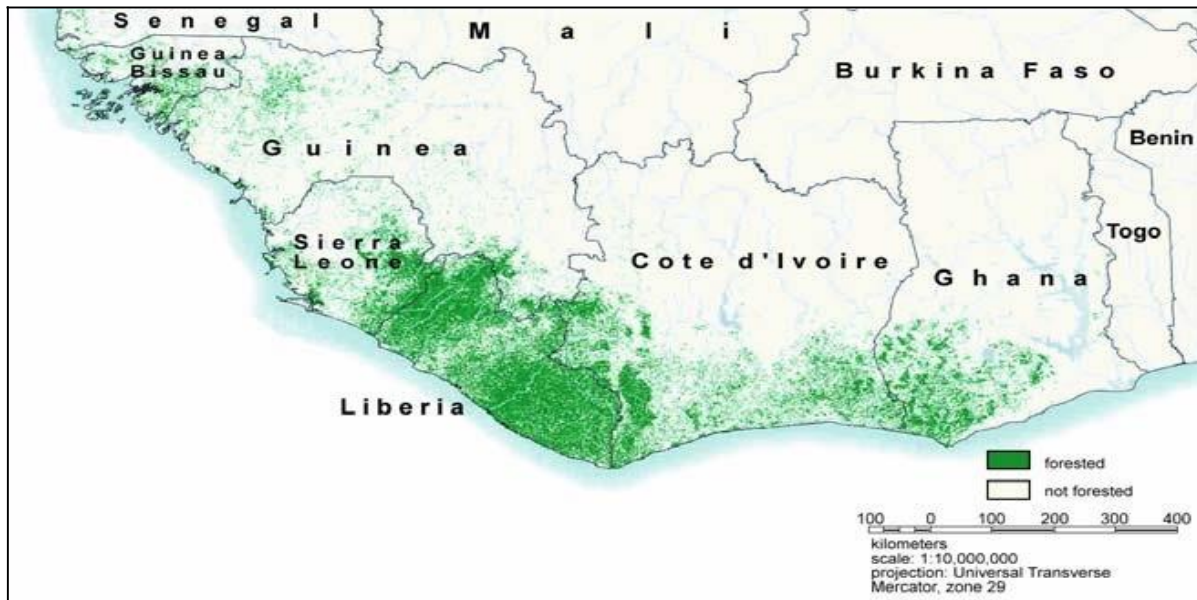 Senegal
Mali
Guinea
Bissau
Burkina Faso
Benin
Guinea
Togo
Sierra
Leone
Cote d'Ivoire
Ghana
Liberia
forested
not forested
100 0 100 200 300 400
kilometers
scale: 1:10,000,000
projection: Universal Transverse
Mercator, zone 29